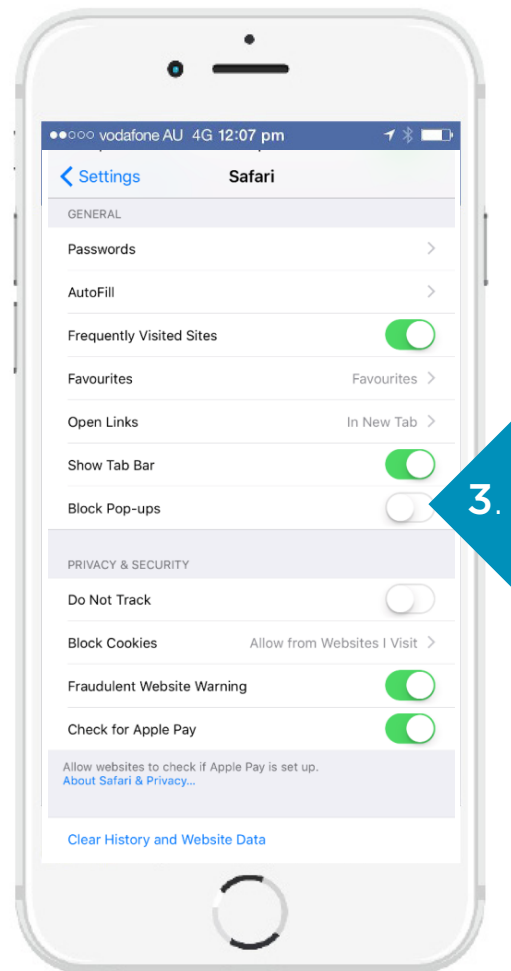 vodafone AU 4G 12:07 pm
Settings Safari
GENERAL
Passwords
AutoFill
Frequently Visited Sites
Favourites Favourites
Open Links In New Tab
Show Tab Bar
Block Pop-ups
3.
PRIVACY & SECURITY
Do Not Track
Block Cookies Allow from Websites I Visit
Fraudulent Website Warning
Check for Apple Pay
Allow websites to check if Apple Pay is set up.
About Safari & Privacy...
Clear History and Website Data